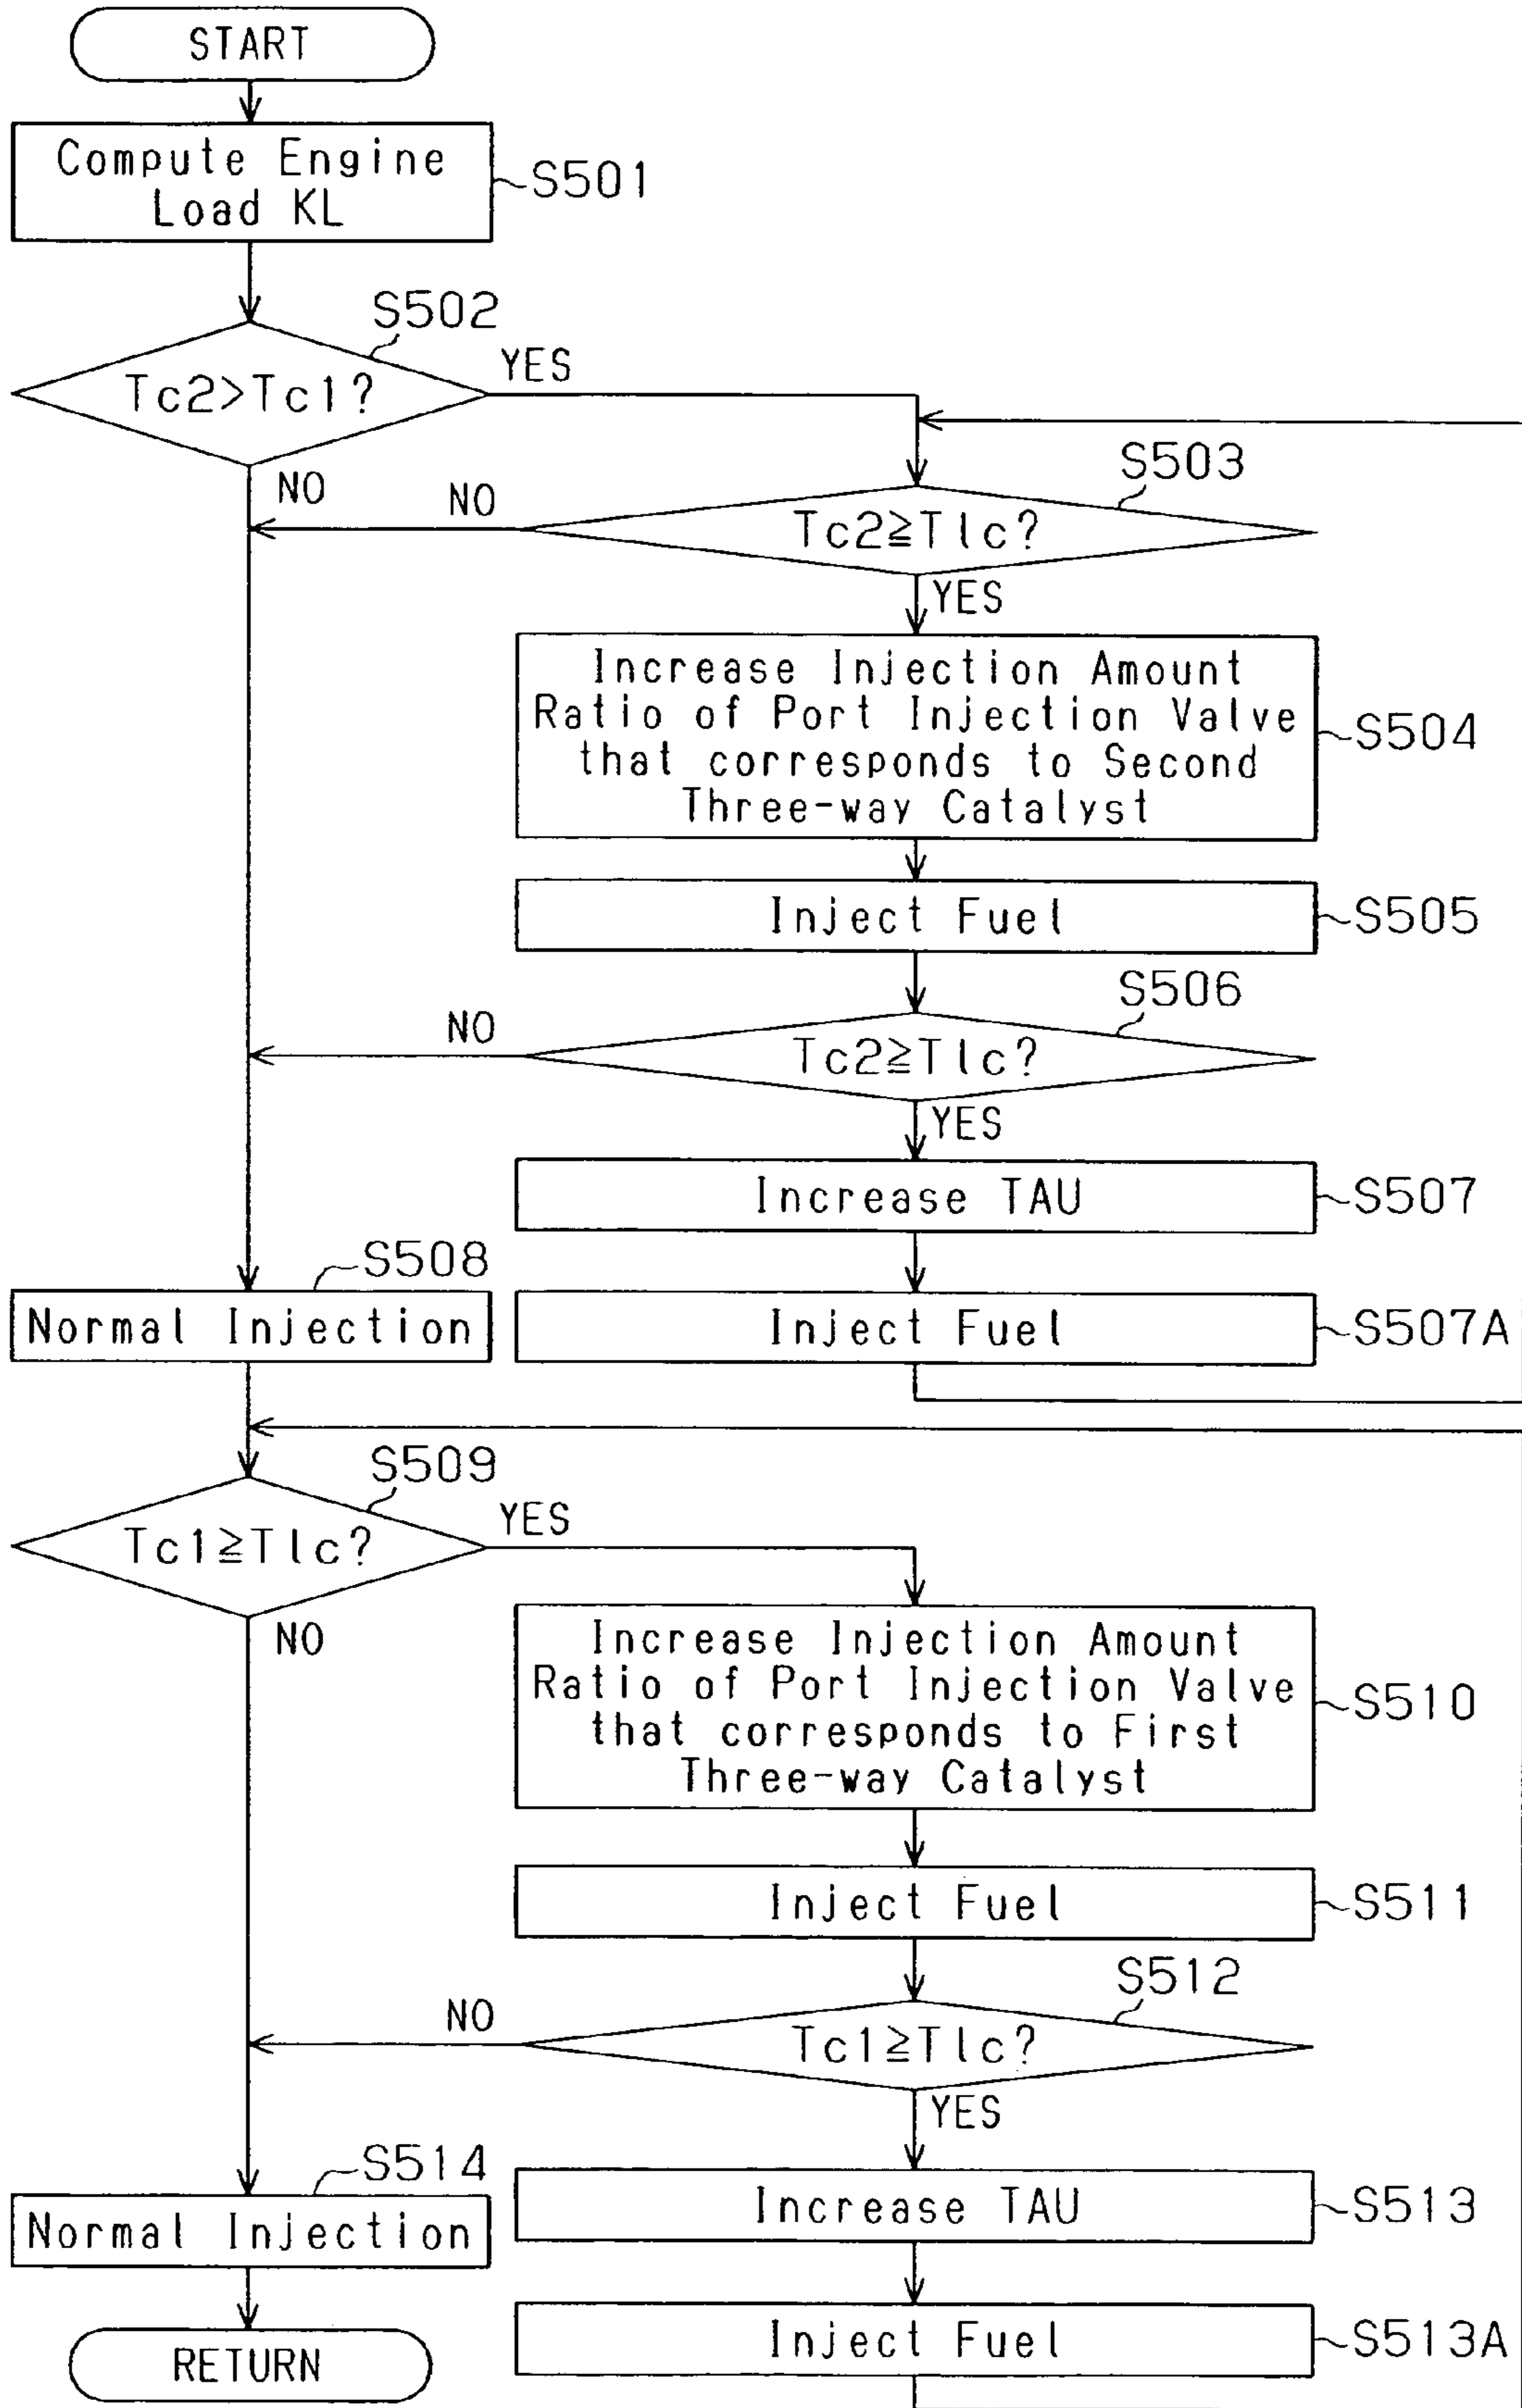 START
Compute Engine
Load KL
S501
S502
Tc2>Tc1?
YES
NO
S503
Tc2≧Tlc?
NO
YES
Increase Injection Amount
Ratio of Port Injection Valve
that corresponds to Second
Three-way Catalyst
S504
Inject Fuel
S505
S506
Tc2≧Tlc?
NO
YES
Increase TAU
S507
S508
Normal Injection
Inject Fuel
S507A
S509
Tc1≧Tlc?
YES
NO
Increase Injection Amount
Ratio of Port Injection Valve
that corresponds to First
Three-way Catalyst
S510
Inject Fuel
S511
S512
Tc1≧Tlc?
NO
YES
S514
Normal Injection
Increase TAU
S513
Inject Fuel
S513A
RETURN